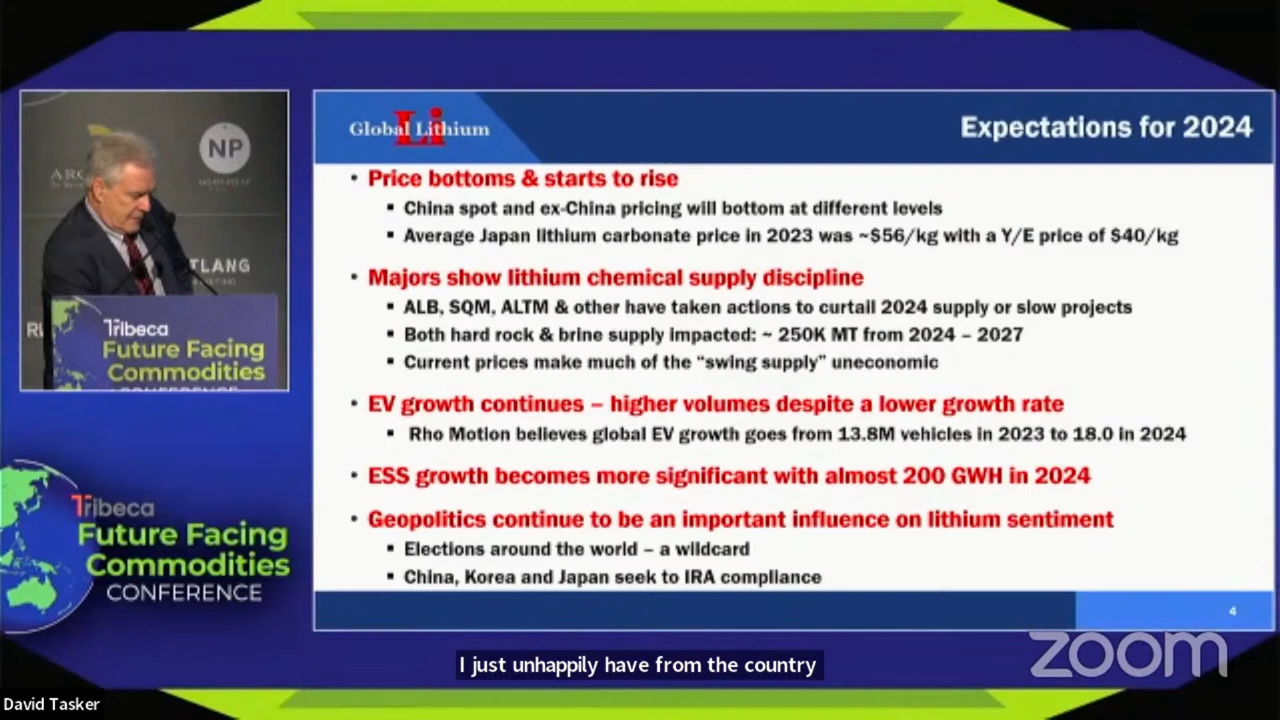 NP
TLANG
Tribeca
Future Facing
Commodities
Tribeca
Future Facing
Commodities
CONFERENCE
Li
Global Lithium
Expectations for 2024
• Price bottoms & starts to rise
▪ China spot and ex-China pricing will bottom at different levels
▪ Average Japan lithium carbonate price in 2023 was ~$56/kg with a Y/E price of $40/kg
• Majors show lithium chemical supply discipline
▪ ALB, SQM, ALTM & other have taken actions to curtail 2024 supply or slow projects
▪ Both hard rock & brine supply impacted: ~ 250K MT from 2024 – 2027
▪ Current prices make much of the “swing supply” uneconomic
• EV growth continues – higher volumes despite a lower growth rate
▪ Rho Motion believes global EV growth goes from 13.8M vehicles in 2023 to 18.0 in 2024
• ESS growth becomes more significant with almost 200 GWH in 2024
• Geopolitics continue to be an important influence on lithium sentiment
▪ Elections around the world – a wildcard
▪ China, Korea and Japan seek to IRA compliance
4
zoom
I just unhappily have from the country
David Tasker